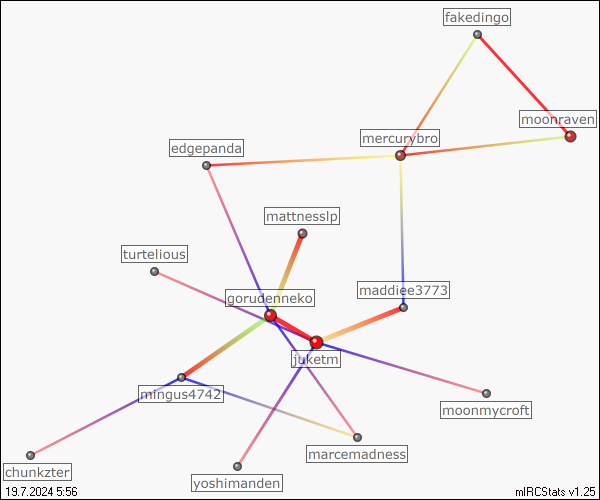 fakedingo
moonraven
mercurybro
edgepanda
mattnesslp
turtelious
maddiee3773
gorudenneko
juketm
mingus4742
moonmycroft
marcemadness
chunkzter
yoshimanden
19.7.2024 5:56
mIRCStats v1.25